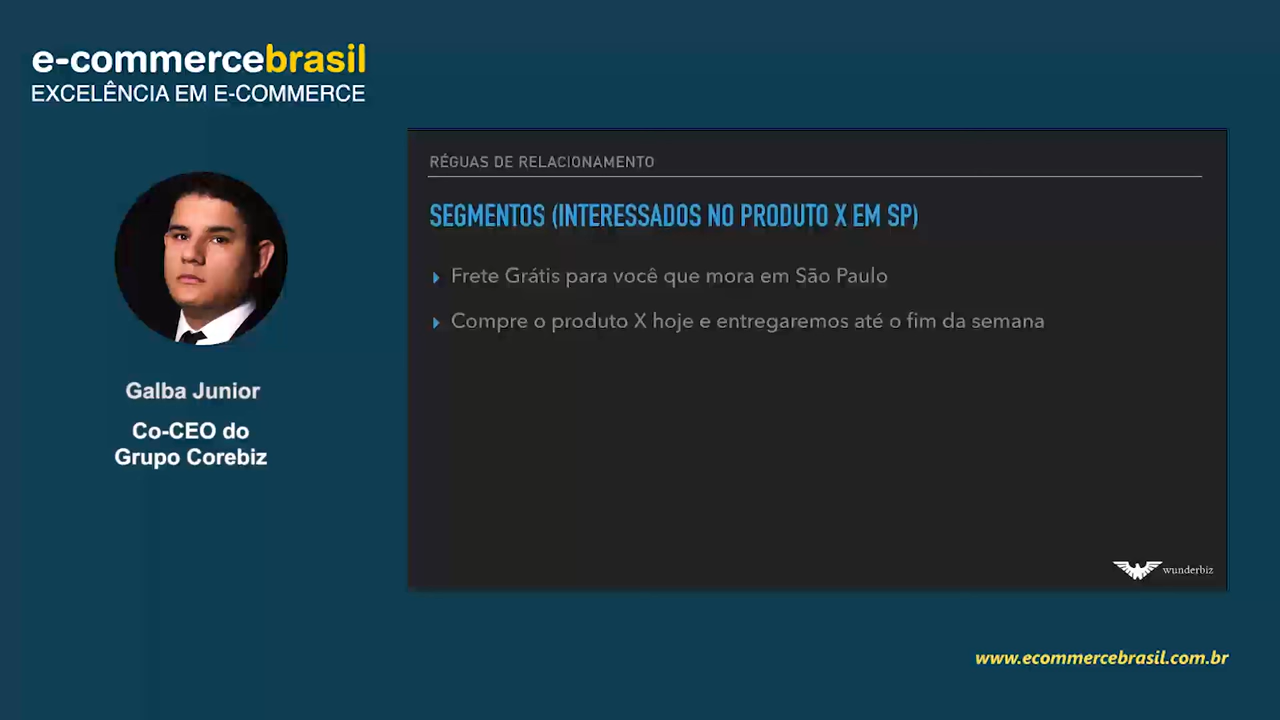 e-commercebrasil
EXCELÊNCIA EM E-COMMERCE
Galba Junior
Co-CEO do
Grupo Corebiz
RÉGUAS DE RELACIONAMENTO
SEGMENTOS (INTERESSADOS NO PRODUTO X EM SP)
Frete Grátis para você que mora em São Paulo
Compre o produto X hoje e entregaremos até o fim da semana
wunderbiz
www.ecommercebrasil.com.br